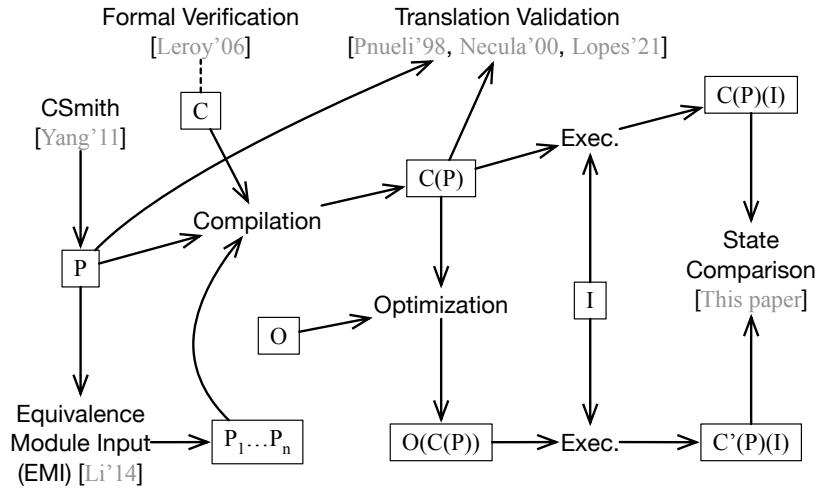 Formal Verification
[Leroy'06]
Translation Validation
[Pnueli'98, Necula'00, Lopes'21]
CSmith
[Yang'11]
C
C(P)(I)
Exec.
C(P)
Compilation
P
State
Comparison
[This paper]
I
Optimization
O
Equivalence
Module Input
(EMI) [Li'14]
P1…Pn
O(C(P))
Exec.
C'(P)(I)